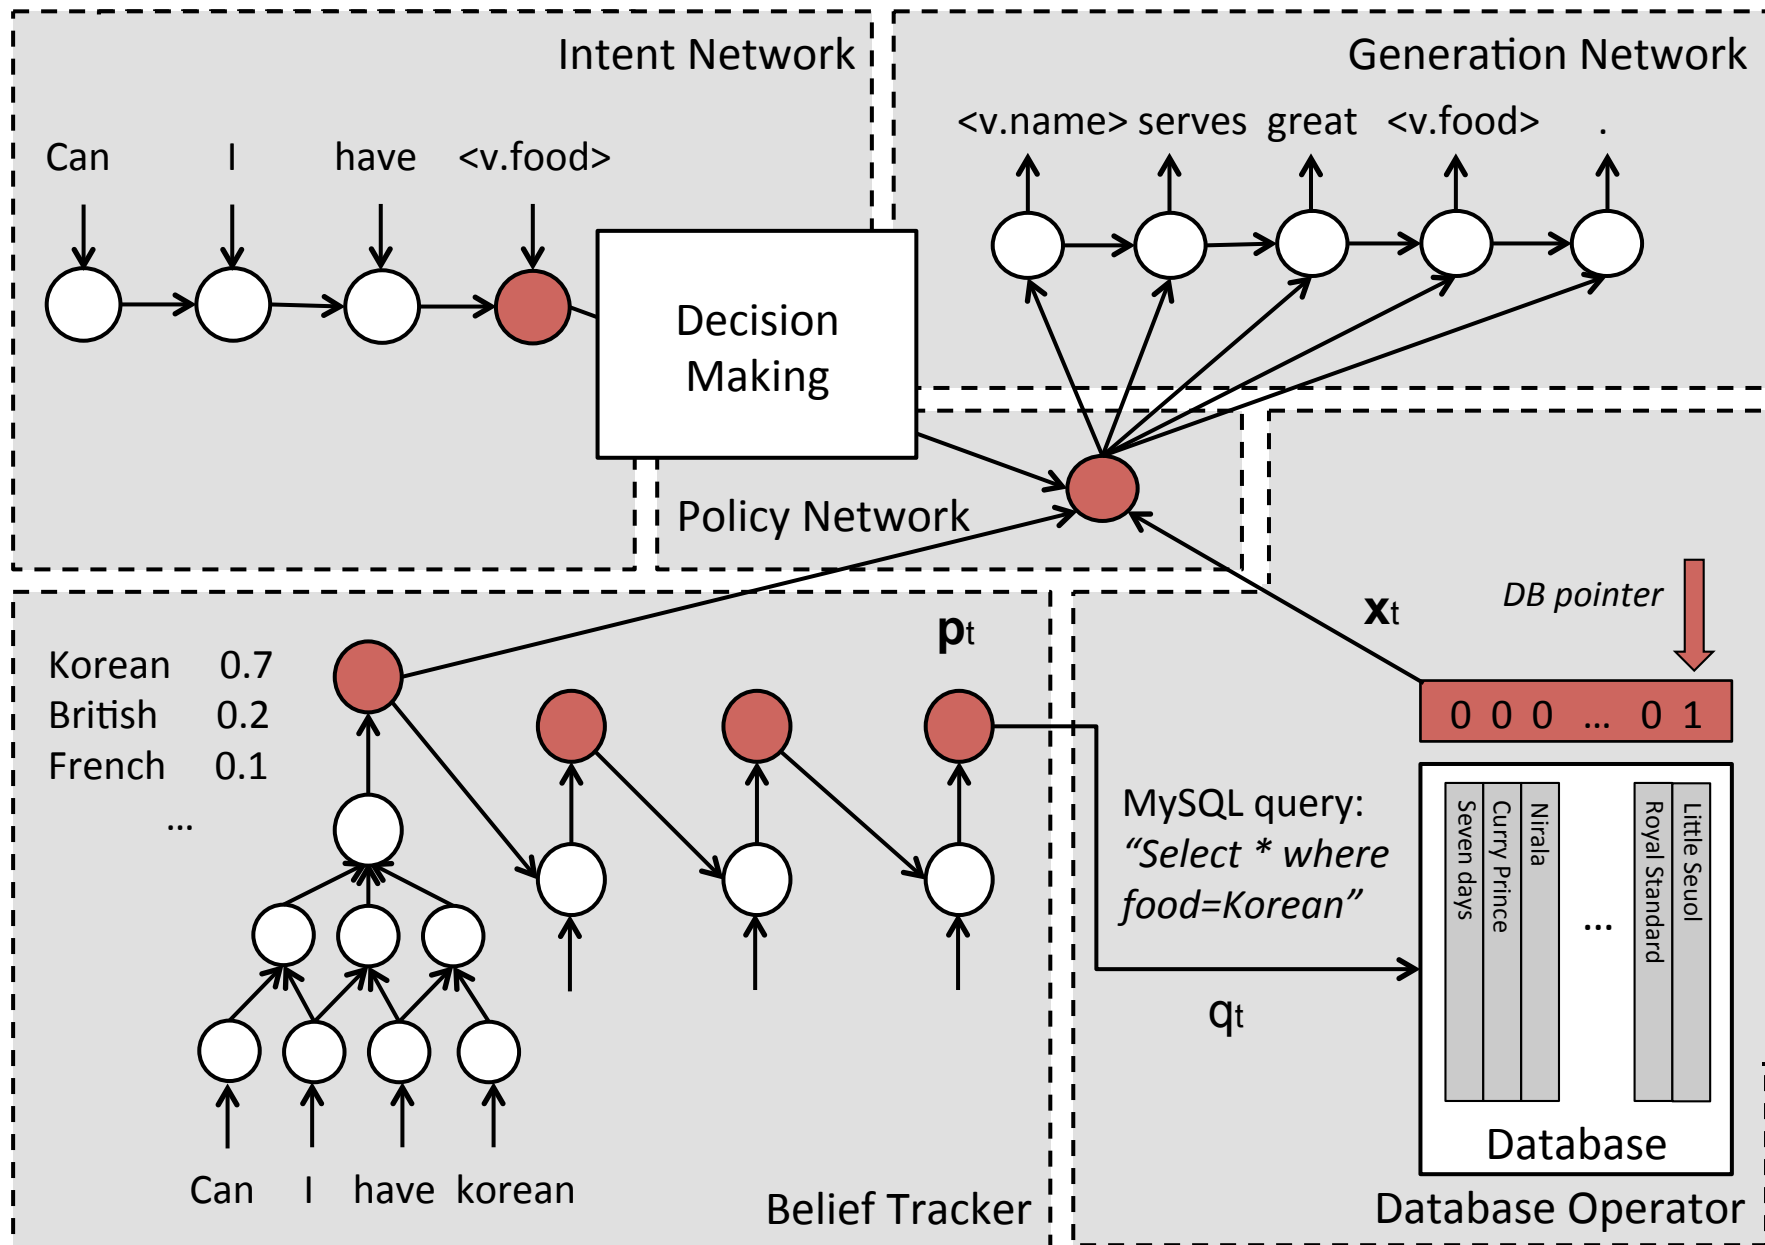 Intent Network
Can I have <v.food>
Decision
Making
Generation Network
<v.name> serves great <v.food> .
Policy Network
Korean 0.7
British 0.2
French 0.1
...
pt
Can I have korean
Belief Tracker
xt
DB pointer
0 0 0 ... 0 1
MySQL query:
“Select * where
food=Korean”
qt
Seven days
Curry Prince
Nirala
...
Royal Standard
Little Seuol
Database
Database Operator